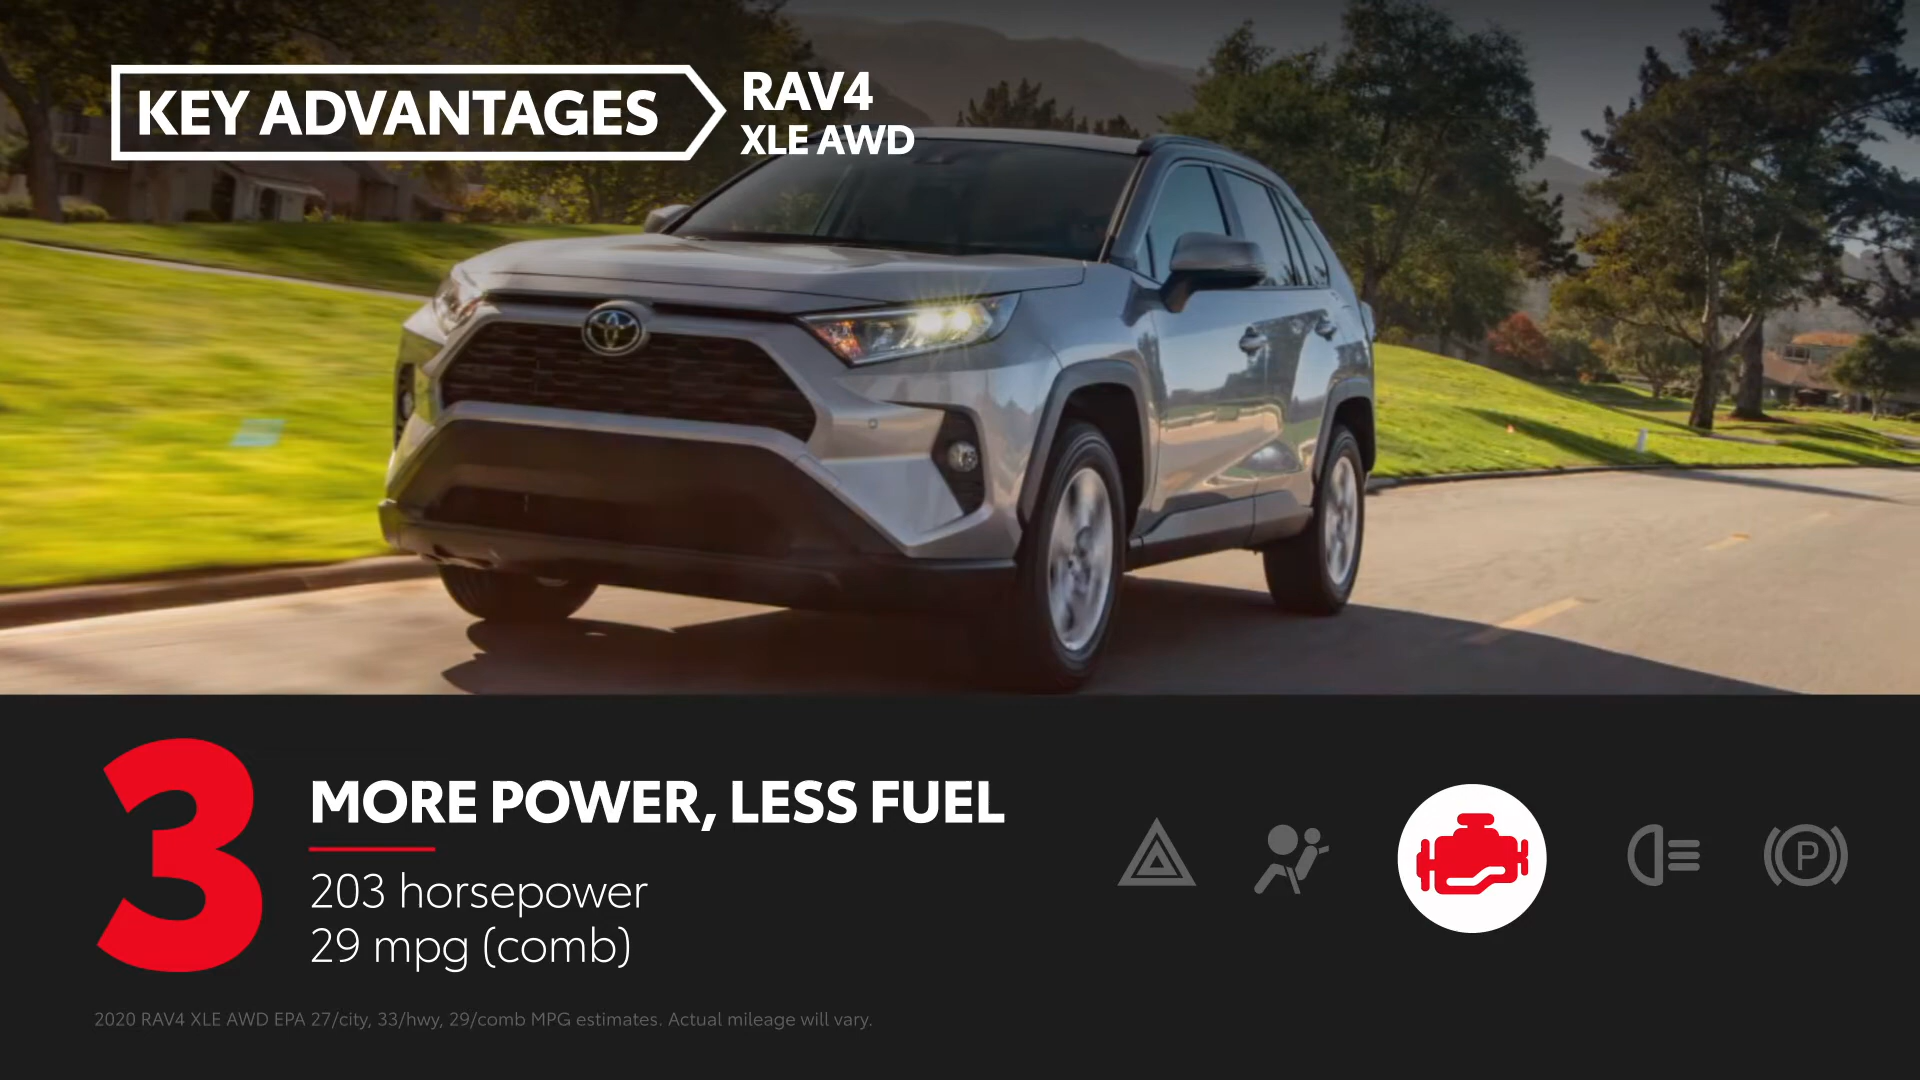 KEY ADVANTAGES
RAV4
XLE AWD
3
MORE POWER, LESS FUEL
203 horsepower
29 mpg (comb)
P
2020 RAV4 XLE AWD EPA 27/city, 33/hwy, 29/comb MPG estimates. Actual mileage will vary.